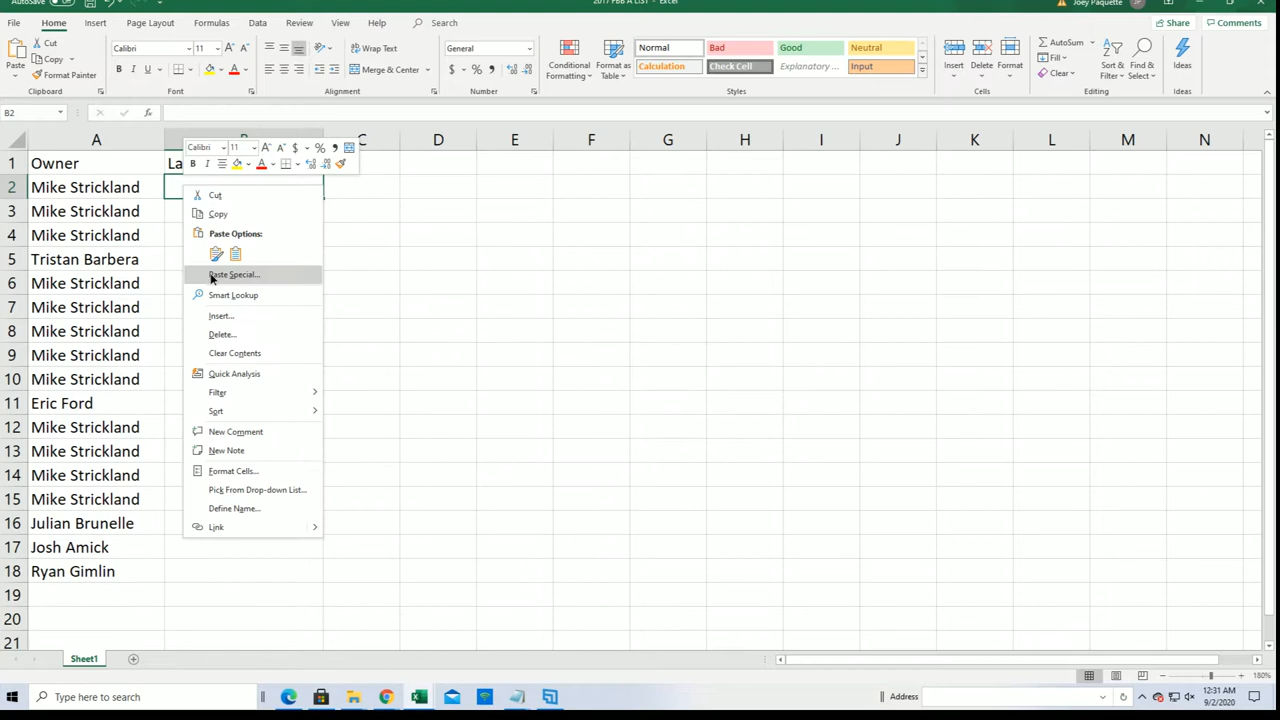 AutoSave Off 2017 FBB A LIST - Excel Joey Paquette JP
File Home Insert Page Layout Formulas Data Review View Help Search Share Comments
Paste Cut Copy Format Painter
Calibri 11 A A B I U A
Wrap Text Merge & Center
General $ % ,
Conditional Formatting Format as Table
Normal Bad Good Neutral
Calculation Check Cell Explanatory ... Input
Insert Delete Format
AutoSum Fill Clear
Sort & Filter Find & Select Ideas
Clipboard Font Alignment Number Styles Cells Editing Ideas
B2 fx
A B C D E F G H I J K L M N
Calibri 11 A A $ % ,
B I A
1 Owner La
2 Mike Strickland
3 Mike Strickland
4 Mike Strickland
5 Tristan Barbera
6 Mike Strickland
7 Mike Strickland
8 Mike Strickland
9 Mike Strickland
10 Mike Strickland
11 Eric Ford
12 Mike Strickland
13 Mike Strickland
14 Mike Strickland
15 Mike Strickland
16 Julian Brunelle
17 Josh Amick
18 Ryan Gimlin
19
20
21
Cut
Copy
Paste Options:
Paste Special...
Smart Lookup
Insert...
Delete...
Clear Contents
Quick Analysis
Filter
Sort
New Comment
New Note
Format Cells...
Pick From Drop-down List...
Define Name...
Link
Sheet1
180%
Type here to search Address 12:31 AM
9/2/2020